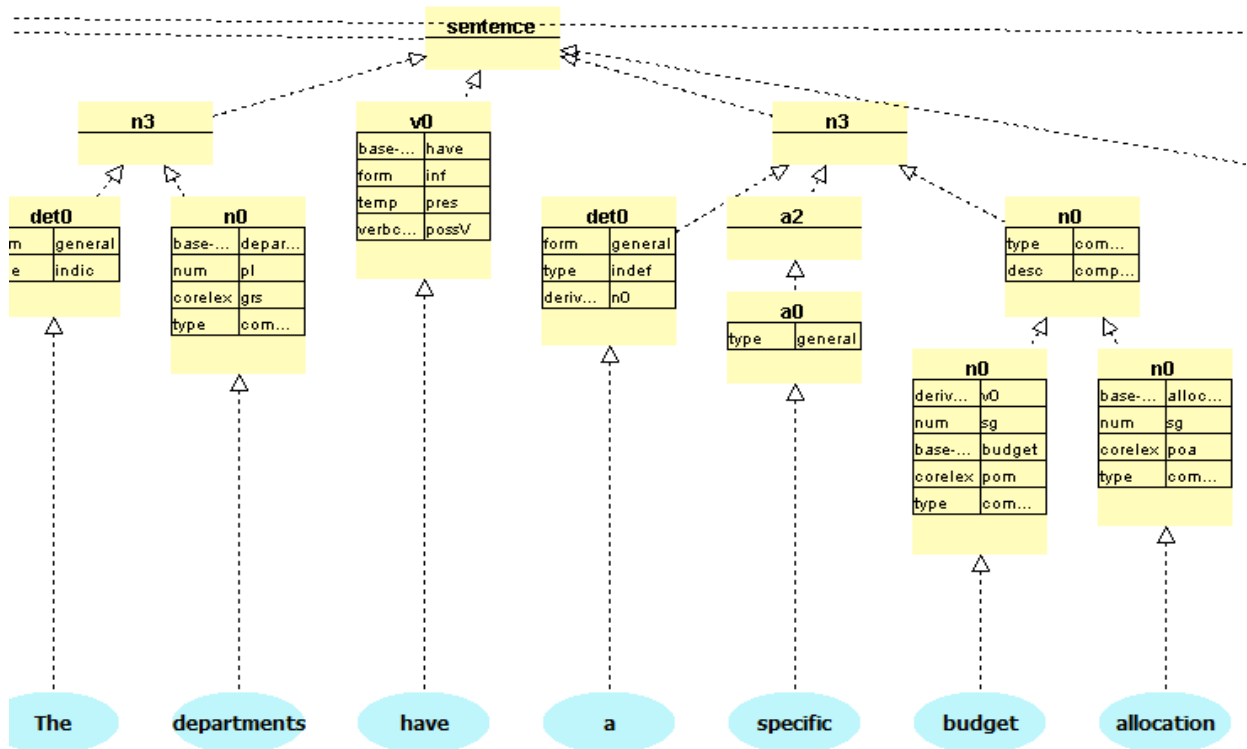 sentence
n3
v0
base-... have
form inf
temp pres
verbc... possV
n3
det0
m general
e indic
n0
base-... depar...
num pl
corelex grs
type com...
det0
form general
type indef
deriv... n0
a2
a0
type general
n0
type com...
desc comp...
n0
deriv... v0
num sg
base-... budget
corelex pom
type com...
n0
base-... alloc...
num sg
corelex poa
type com...
The departments have a specific budget allocation